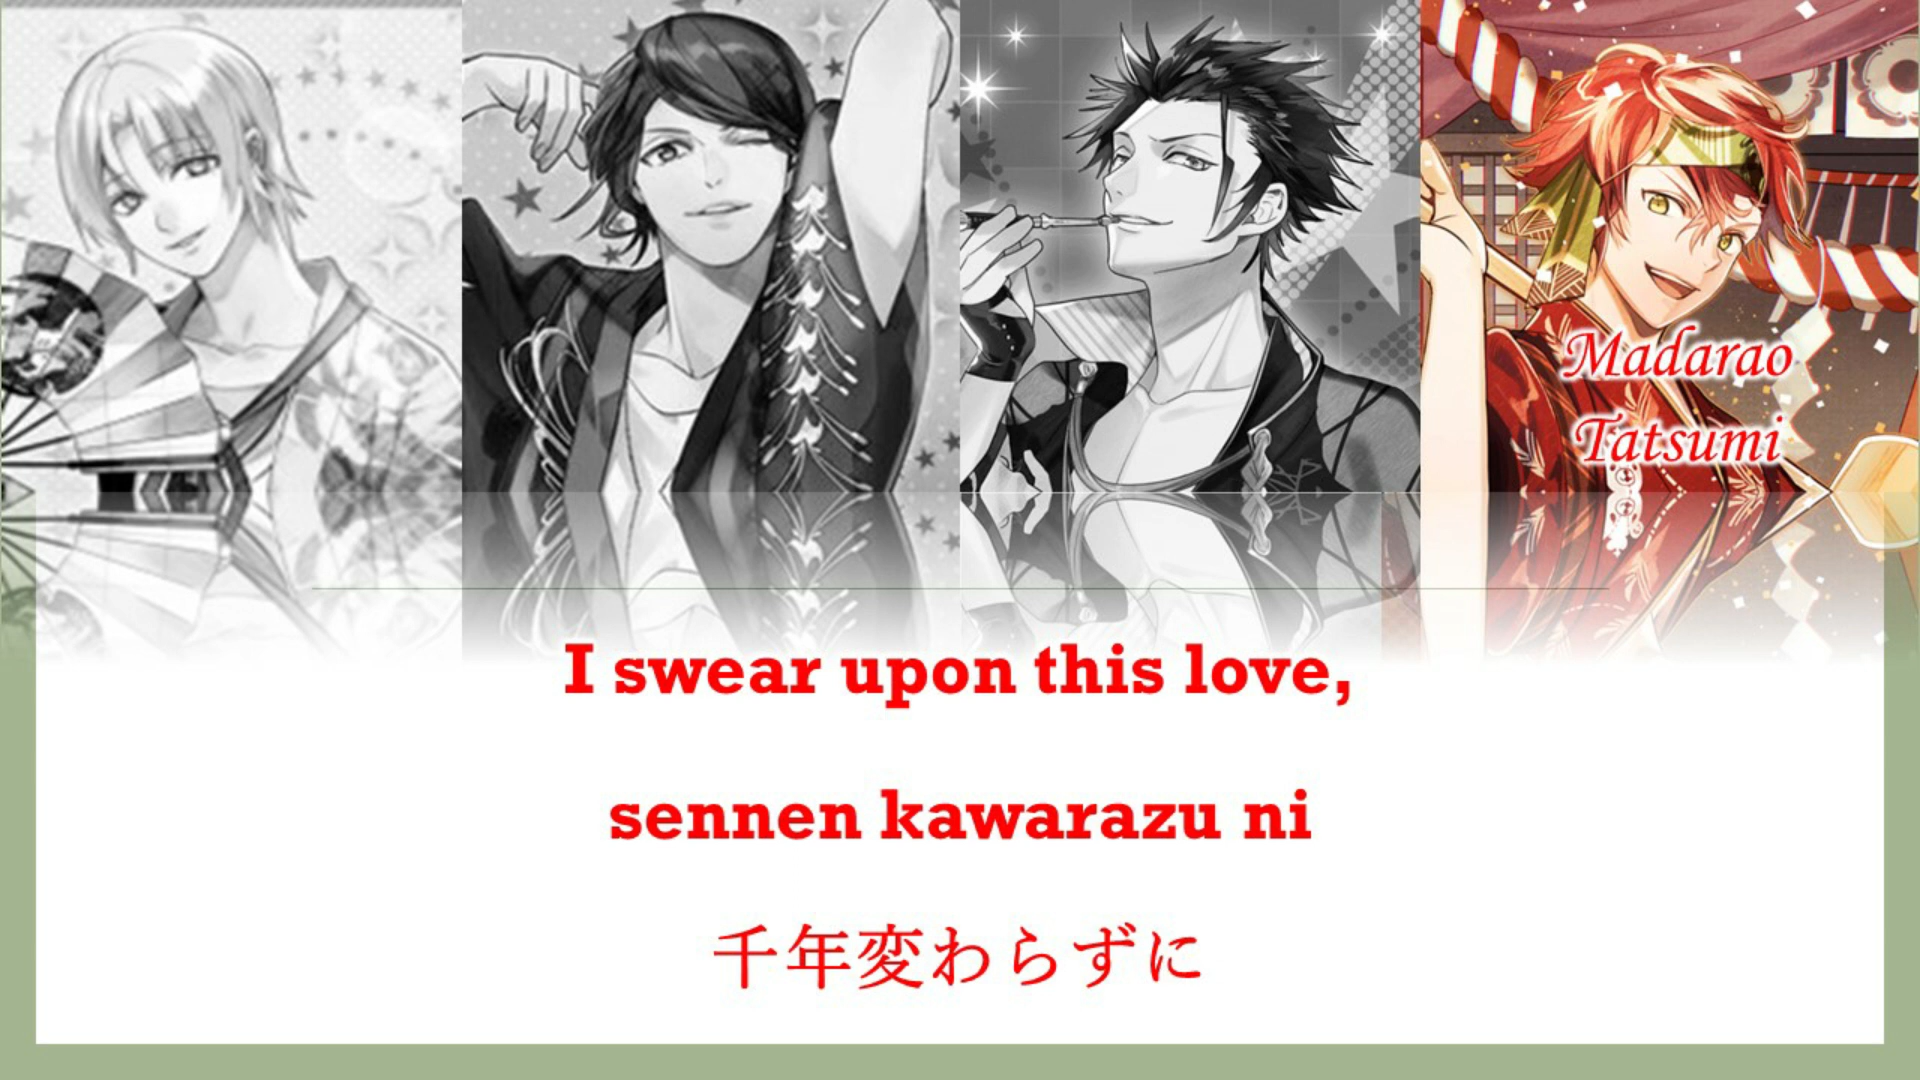 Madarao
Tatsumi
I swear upon this love,
sennen kawarazu ni
千年変わらずに